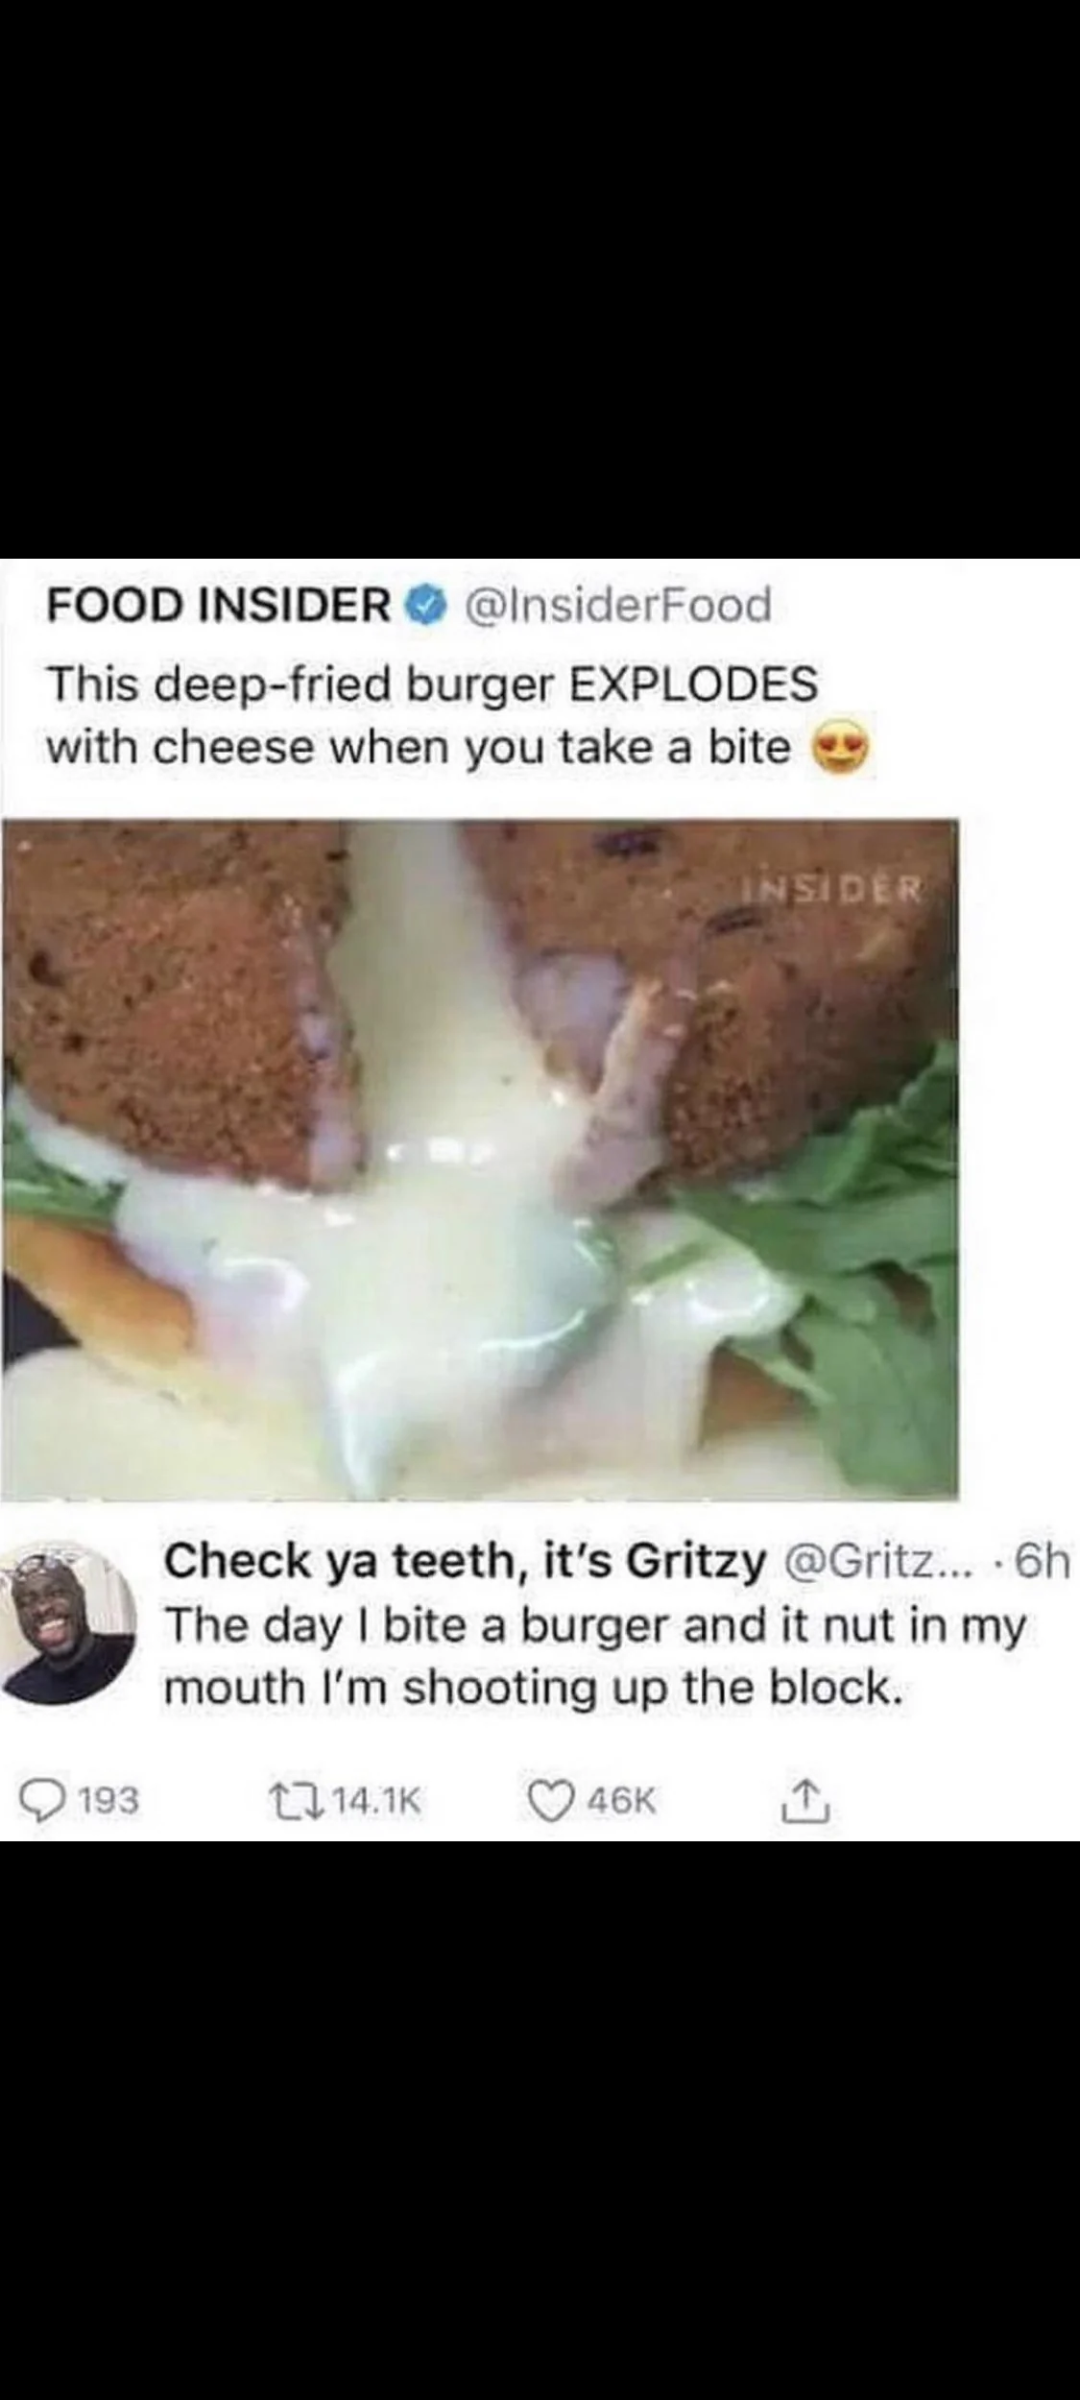 FOOD INSIDER @InsiderFood
This deep-fried burger EXPLODES
with cheese when you take a bite 😍
INSIDER
Check ya teeth, it's Gritzy @Gritz... · 6h
The day I bite a burger and it nut in my
mouth I'm shooting up the block.
193 14.1K 46K